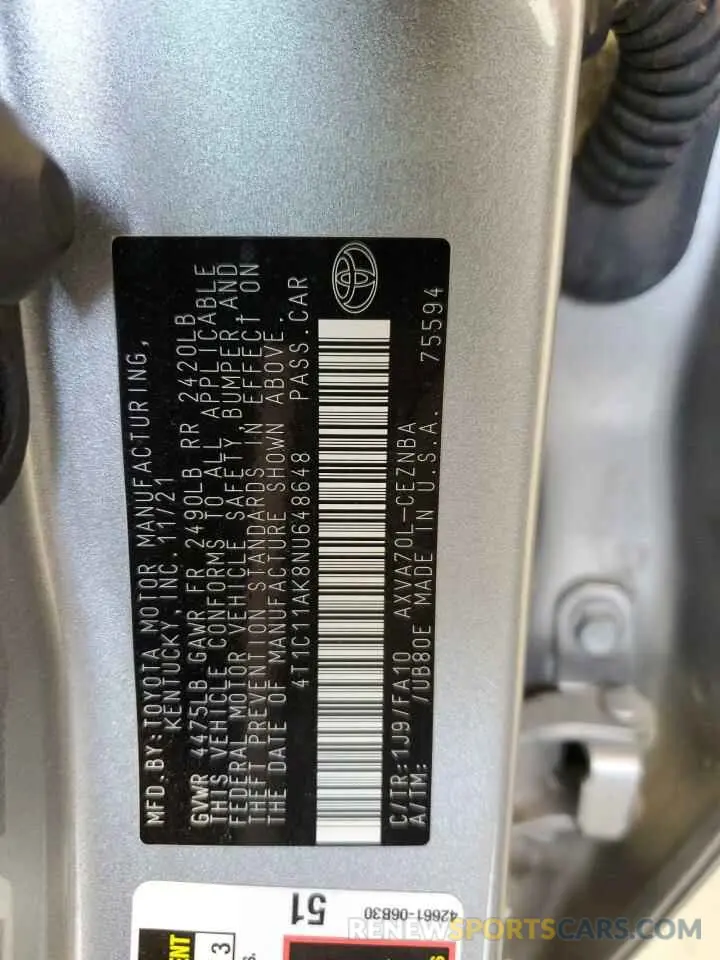 MFD. BY: TOYOTA MOTOR MANUFACTURING,
KENTUCKY, INC. 11/21
GVWR 4475LB GAWR FR 2490LB RR 2420LB
THIS VEHICLE CONFORMS TO ALL APPLICABLE
FEDERAL MOTOR VEHICLE SAFETY BUMPER AND
THEFT PREVENTION STANDARDS IN EFFECT ON
THE DATE OF MANUFACTURE SHOWN ABOVE.
4T1C11AK8NU648648 PASS.CAR
C/TR: 1J9/FA10 AXVA70L-CEZNBA
A/TM: /UB80E MADE IN U.S.A. 75594
51
42661-06B30
3
RENEWSPORTSCARS.COM